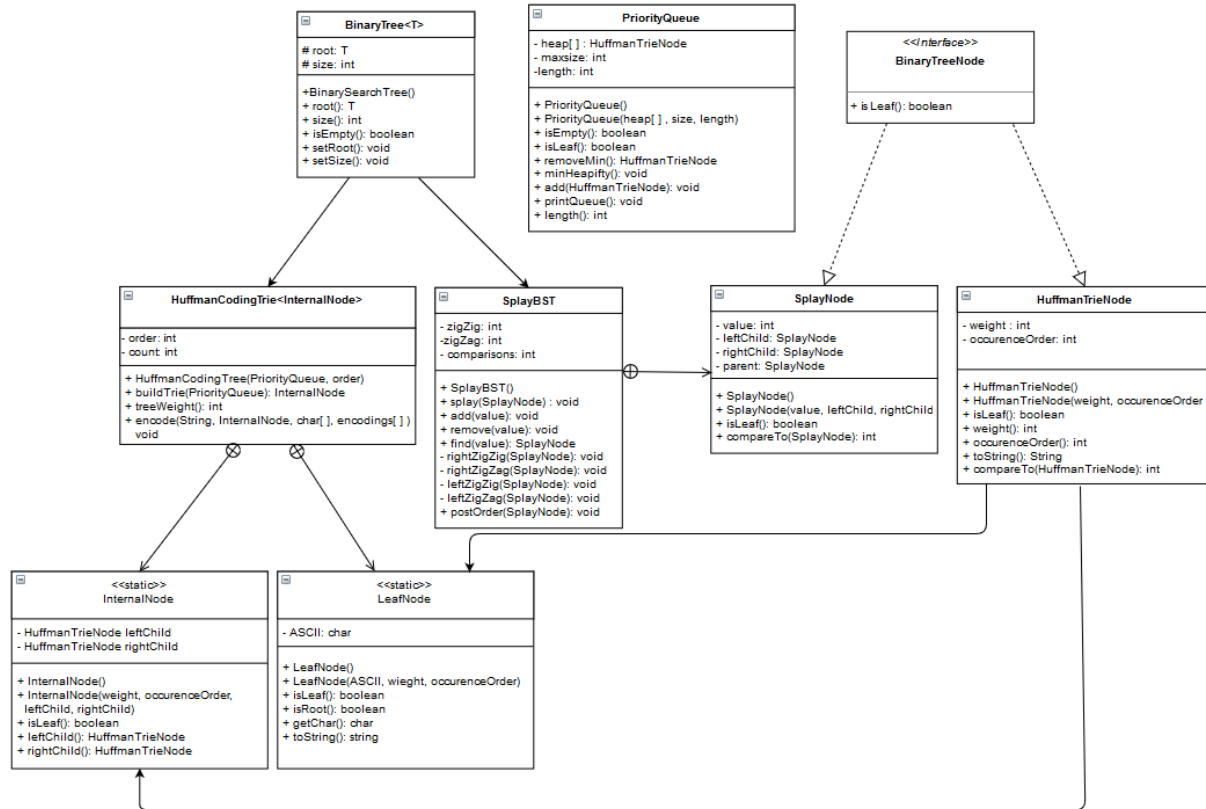 BinaryTree<T>
# root: T
# size: int
+BinarySearchTree()
+ root(): T
+ size(): int
+ isEmpty(): boolean
+ setRoot(): void
+ setSize(): void
PriorityQueue
- heap[ ] : HuffmanTrieNode
- maxsize: int
-length: int
+ PriorityQueue()
+ PriorityQueue(heap[ ] , size, length)
+ isEmpty(): boolean
+ isLeaf(): boolean
+ removeMin(): HuffmanTrieNode
+ minHeapifty(): void
+ add(HuffmanTrieNode): void
+ printQueue(): void
+ length(): int
<<Interface>>
BinaryTreeNode
+ isLeaf(): boolean
HuffmanCodingTrie<InternalNode>
- order: int
- count: int
+ HuffmanCodingTree(PriorityQueue, order)
+ buildTrie(PriorityQueue): InternalNode
+ treeWeight(): int
+ encode(String, InternalNode, char[ ], encodings[ ] )
void
SplayBST
- zigZig: int
-zigZag: int
- comparisons: int
+ SplayBST()
+ splay(SplayNode) : void
+ add(value): void
+ remove(value): void
+ find(value): SplayNode
- rightZigZig(SplayNode): void
- rightZigZag(SplayNode): void
- leftZigZig(SplayNode): void
- leftZigZag(SplayNode): void
+ postOrder(SplayNode): void
SplayNode
- value: int
- leftChild: SplayNode
- rightChild: SplayNode
- parent: SplayNode
+ SplayNode()
+ SplayNode(value, leftChild, rightChild
+ isLeaf(): boolean
+ compareTo(SplayNode): int
HuffmanTrieNode
- weight : int
- occurenceOrder: int
+ HuffmanTrieNode()
+ HuffmanTrieNode(weight, occurenceOrder
+ isLeaf(): boolean
+ weight(): int
+ occurenceOrder(): int
+ toString(): String
+ compareTo(HuffmanTrieNode): int
<<static>>
InternalNode
- HuffmanTrieNode leftChild
- HuffmanTrieNode rightChild
+ InternalNode()
+ InternalNode(weight, occurenceOrder,
leftChild, rightChild)
+ isLeaf(): boolean
+ leftChild(): HuffmanTrieNode
+ rightChild(): HuffmanTrieNode
<<static>>
LeafNode
- ASCII: char
+ LeafNode()
+ LeafNode(ASCII, wieght, occurenceOrder)
+ isLeaf(): boolean
+ isRoot(): boolean
+ getChar(): char
+ toString(): string